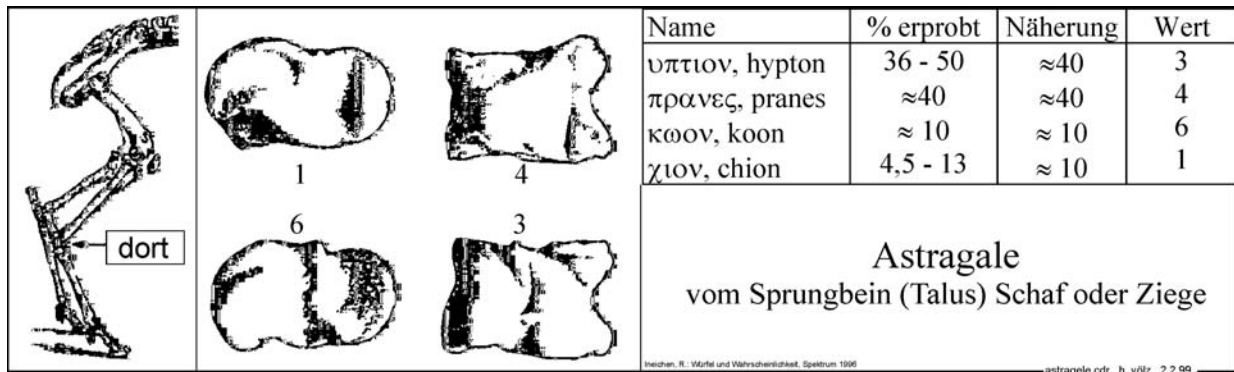 dort
1
4
6
3
Name % erprobt Näherung Wert
υπτιον, hypton 36 - 50 ≈40 3
πρανες, pranes ≈40 ≈40 4
κωον, koon ≈ 10 ≈ 10 6
χιον, chion 4,5 - 13 ≈ 10 1
Astragale
vom Sprungbein (Talus) Schaf oder Ziege
Ineichen, R.: Würfel und Wahrscheinlichkeit, Spektrum 1996
astragele.cdr h. völz 2.2.99